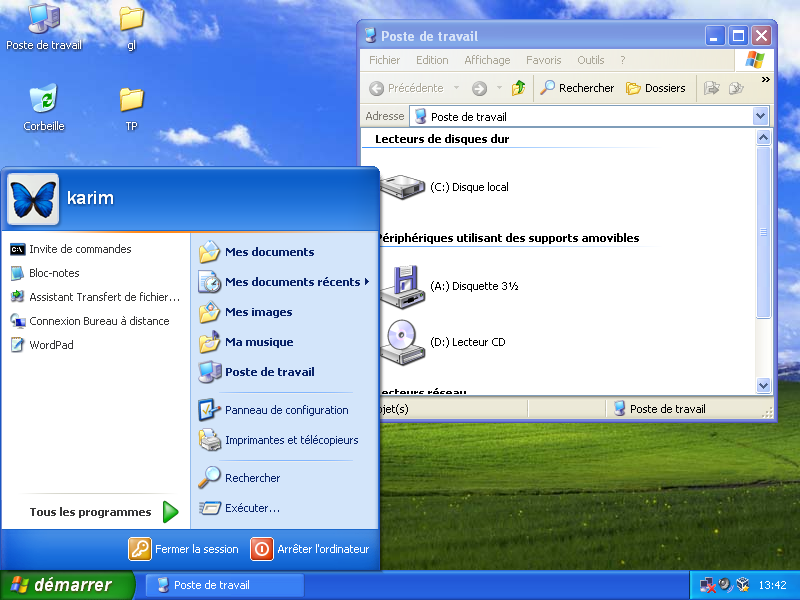 Poste de travail
gl
Corbeille
TP
Poste de travail
Fichier Edition Affichage Favoris Outils ?
Précédente Rechercher Dossiers »
Adresse Poste de travail
Lecteurs de disques dur
(C:) Disque local
Périphériques utilisant des supports amovibles
(A:) Disquette 3½
(D:) Lecteur CD
ecteurs réseau
bjet(s) Poste de travail
karim
Invite de commandes
Bloc-notes
Assistant Transfert de fichier...
Connexion Bureau à distance
WordPad
Tous les programmes
Mes documents
Mes documents récents
Mes images
Ma musique
Poste de travail
Panneau de configuration
Imprimantes et télécopieurs
Rechercher
Exécuter...
Fermer la session Arrêter l'ordinateur
démarrer Poste de travail 13:42